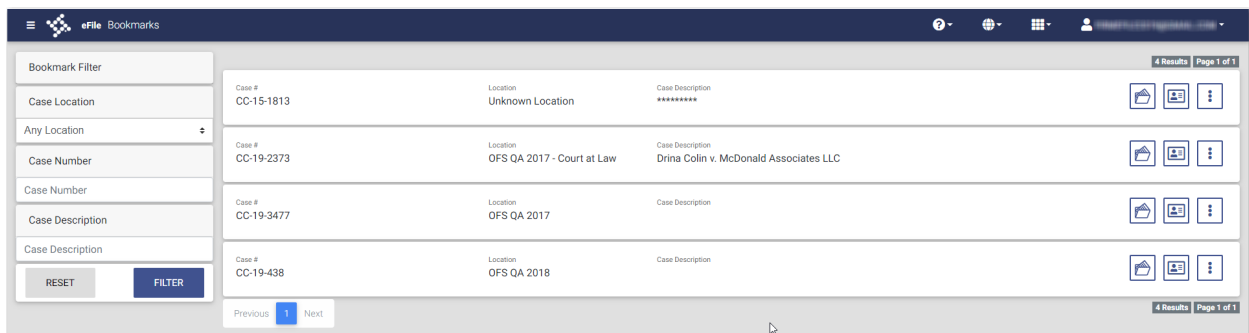 eFile Bookmarks
Bookmark Filter
Case Location
Any Location
Case Number
Case Number
Case Description
Case Description
RESET FILTER
4 Results Page 1 of 1
Case # Location Case Description
CC-15-1813 Unknown Location *********
Case # Location Case Description
CC-19-2373 OFS QA 2017 - Court at Law Drina Colin v. McDonald Associates LLC
Case # Location Case Description
CC-19-3477 OFS QA 2017
Case # Location Case Description
CC-19-438 OFS QA 2018
Previous 1 Next
4 Results Page 1 of 1